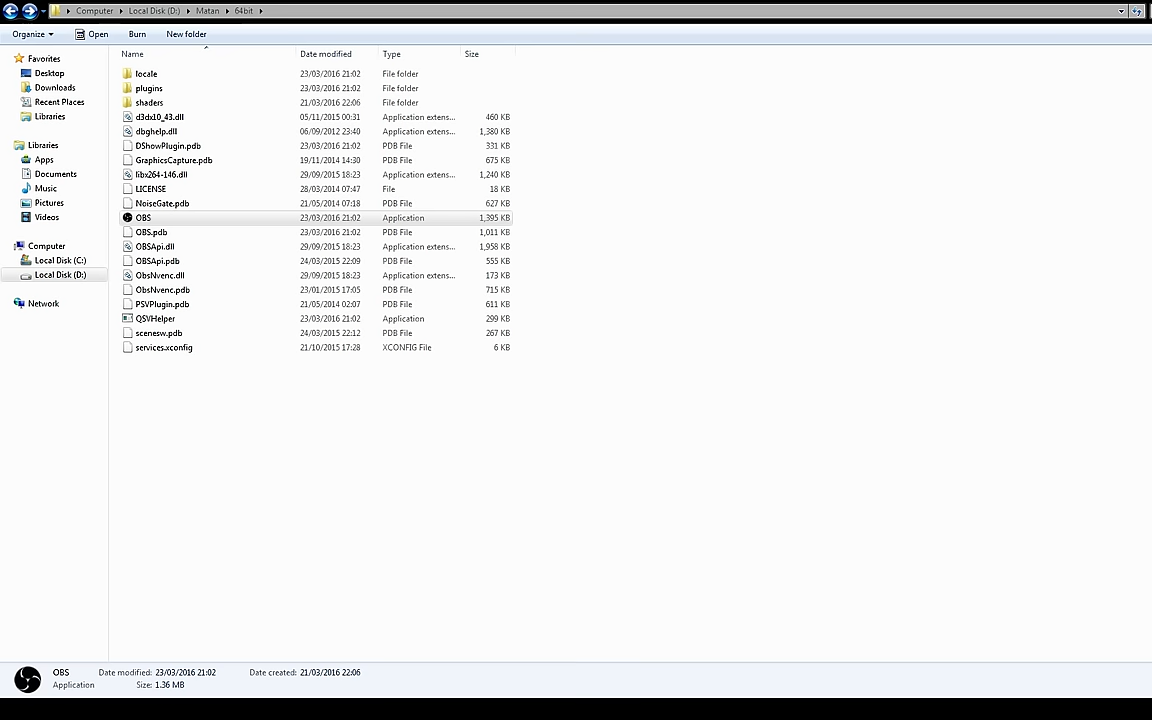 Computer Local Disk (D:) Matan 64bit
Organize Open Burn New folder
Name Date modified Type Size
Favorites
Desktop
Downloads
Recent Places
Libraries
Libraries
Apps
Documents
Music
Pictures
Videos
Computer
Local Disk (C:)
Local Disk (D:)
Network
locale 23/03/2016 21:02 File folder
plugins 23/03/2016 21:02 File folder
shaders 21/03/2016 22:06 File folder
d3dx10_43.dll 05/11/2015 00:31 Application extens... 460 KB
dbghelp.dll 06/09/2012 23:40 Application extens... 1,380 KB
DShowPlugin.pdb 23/03/2016 21:02 PDB File 331 KB
GraphicsCapture.pdb 19/11/2014 14:30 PDB File 675 KB
libx264-146.dll 29/09/2015 18:23 Application extens... 1,240 KB
LICENSE 28/03/2014 07:47 File 18 KB
NoiseGate.pdb 21/05/2014 07:18 PDB File 627 KB
OBS 23/03/2016 21:02 Application 1,395 KB
OBS.pdb 23/03/2016 21:02 PDB File 1,011 KB
OBSApi.dll 29/09/2015 18:23 Application extens... 1,958 KB
OBSApi.pdb 24/03/2015 22:09 PDB File 555 KB
ObsNvenc.dll 29/09/2015 18:23 Application extens... 173 KB
ObsNvenc.pdb 23/01/2015 17:05 PDB File 715 KB
PSVPlugin.pdb 21/05/2014 02:07 PDB File 611 KB
QSVHelper 23/03/2016 21:02 Application 299 KB
scenesw.pdb 24/03/2015 22:12 PDB File 267 KB
services.xconfig 21/10/2015 17:28 XCONFIG File 6 KB
OBS Date modified: 23/03/2016 21:02 Date created: 21/03/2016 22:06
Application Size: 1.36 MB